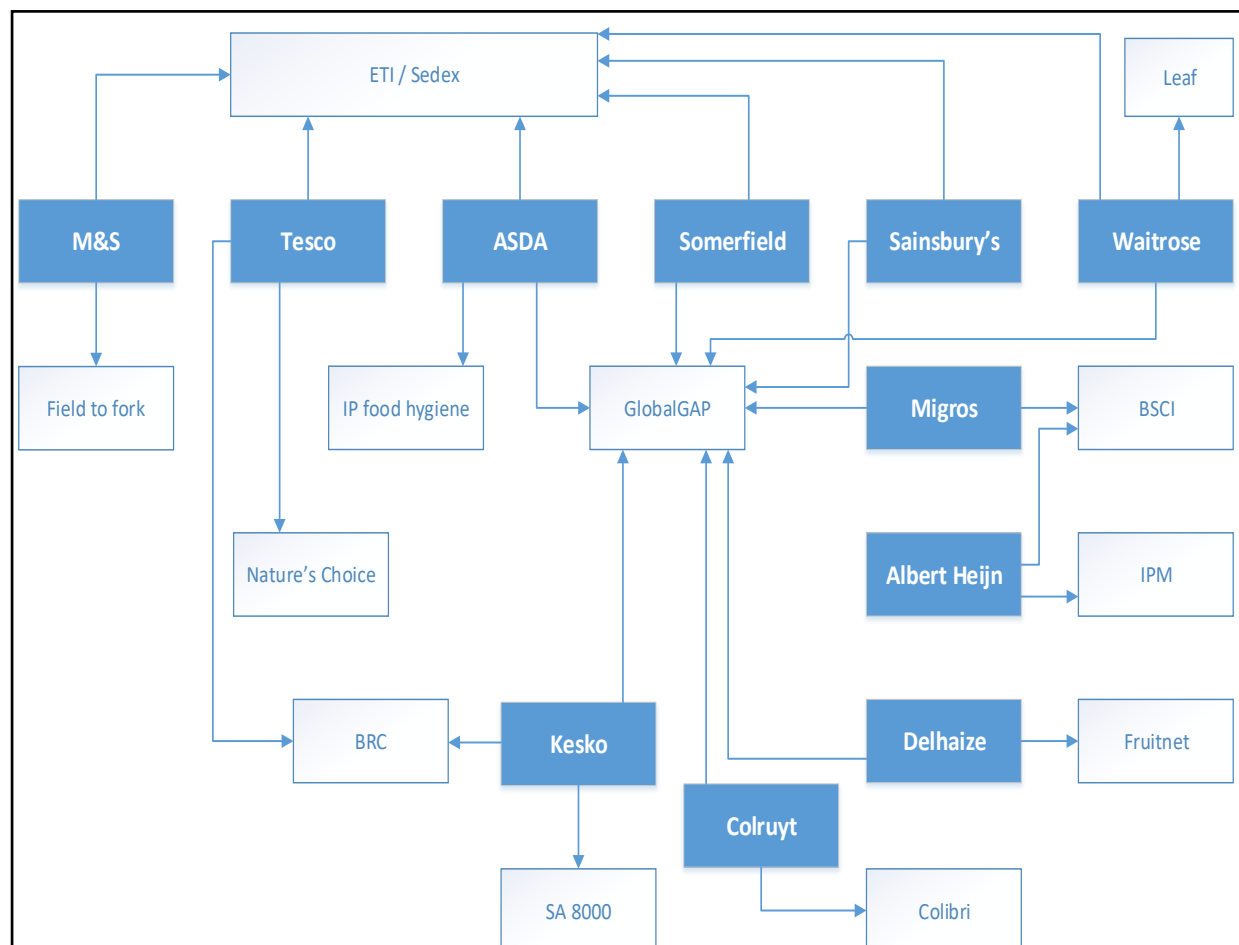 ETI / Sedex
Leaf
M&S
Tesco
ASDA
Somerfield
Sainsbury's
Waitrose
Field to fork
IP food hygiene
GlobalGAP
Migros
BSCI
Nature's Choice
Albert Heijn
IPM
BRC
Kesko
Delhaize
Fruitnet
Colruyt
SA 8000
Colibri